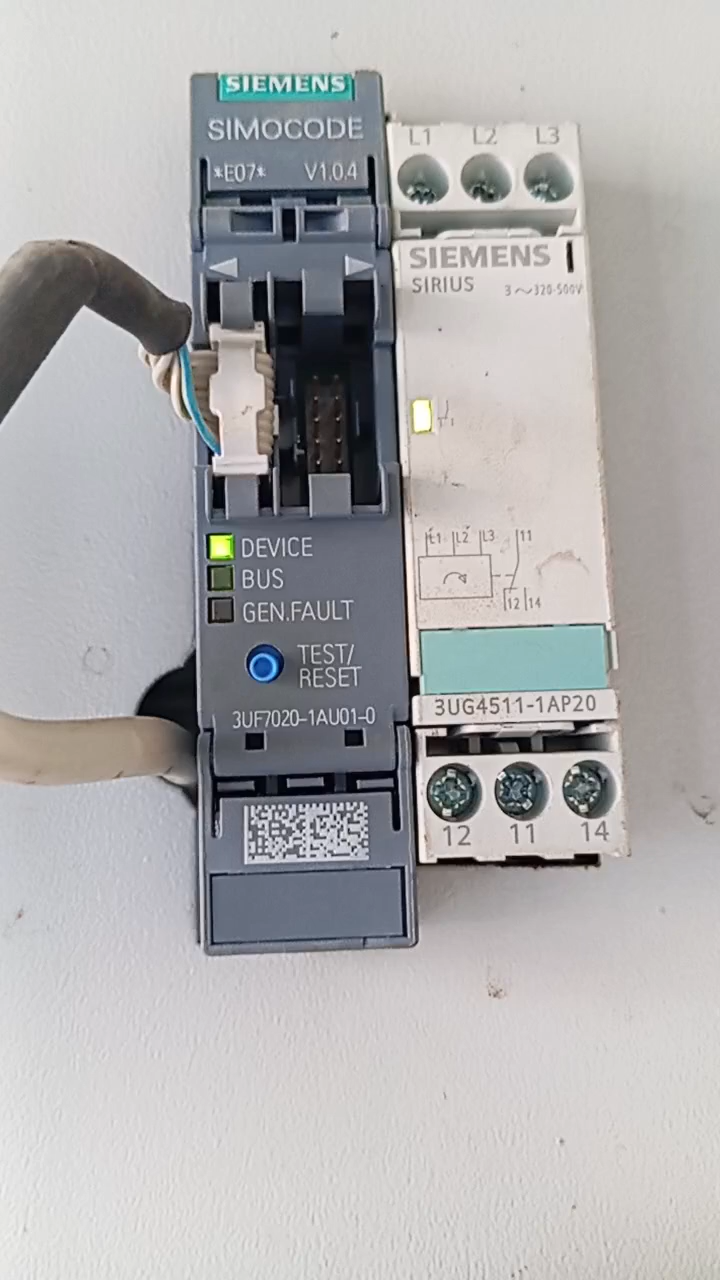 SIEMENS
SIMOCODE
*E07* V1.0.4
DEVICE
BUS
GEN.FAULT
TEST/
RESET
3UF7020-1AU01-0
L1 L2 L3
SIEMENS
SIRIUS 3~320-500V
L1 L2 L3 11
12 14
3UG4511-1AP20
12 11 14